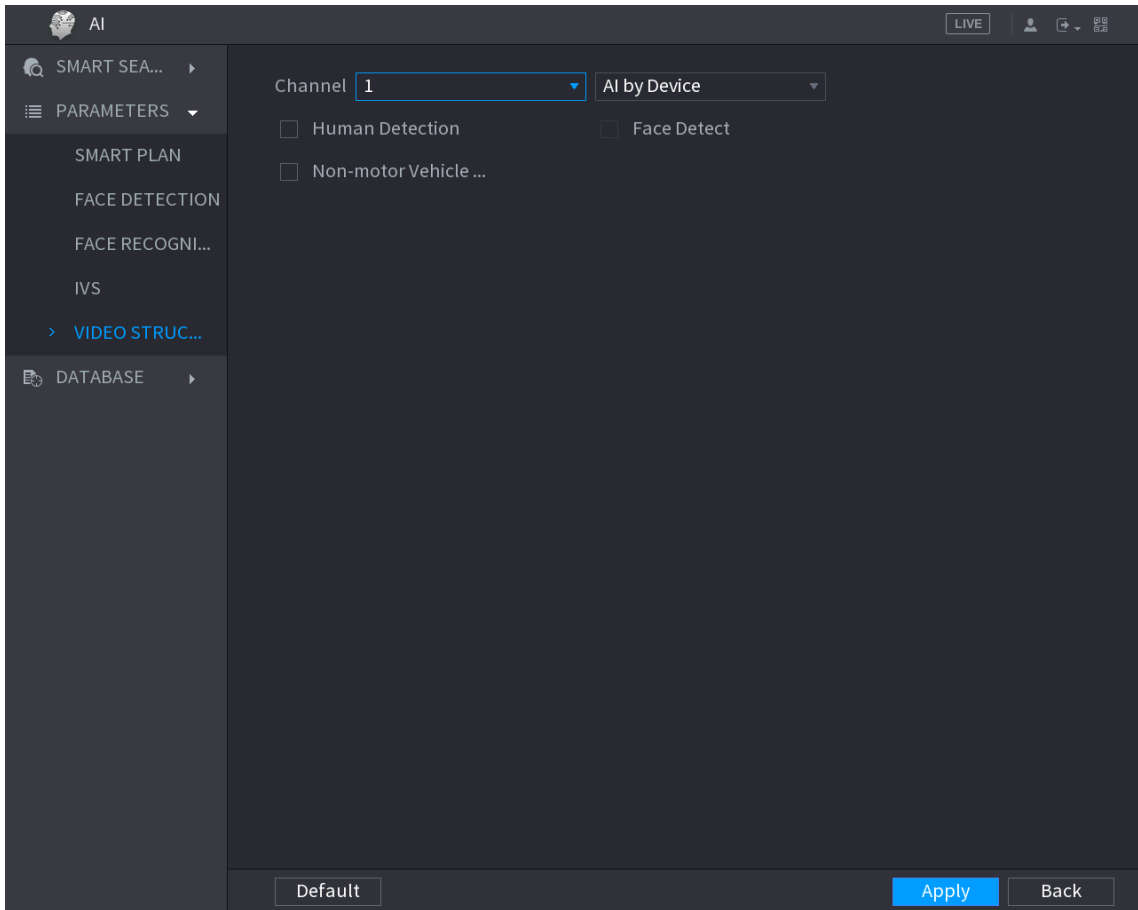 AI
LIVE
SMART SEA...
PARAMETERS
SMART PLAN
FACE DETECTION
FACE RECOGNI...
IVS
VIDEO STRUC...
DATABASE
Channel 1 AI by Device
Human Detection Face Detect
Non-motor Vehicle ...
Default Apply Back